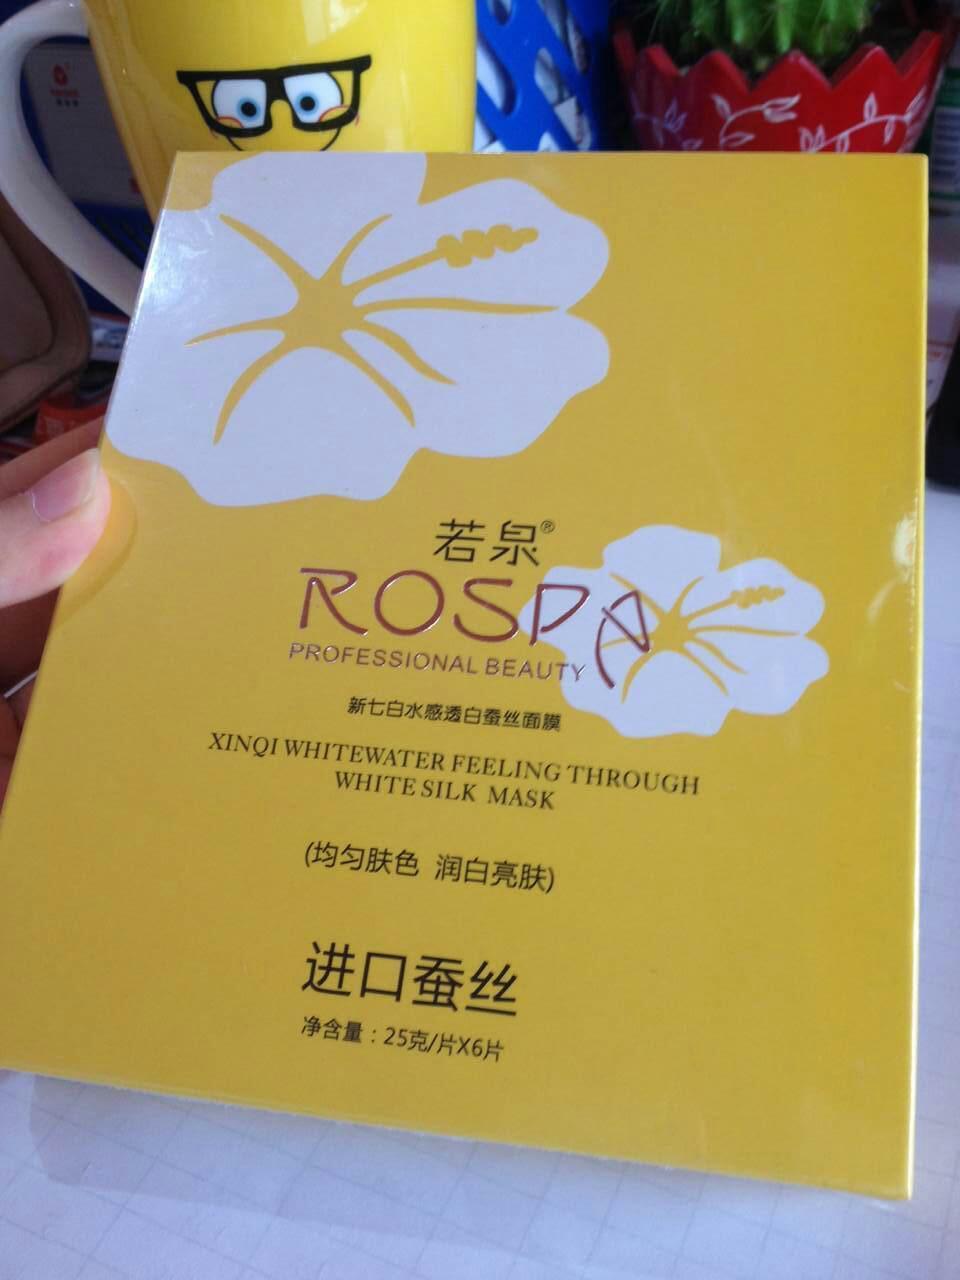 若泉®
ROSPA
PROFESSIONAL BEAUTY
新七白水感透白蚕丝面膜
XINQI WHITEWATER FEELING THROUGH
WHITE SILK MASK
(均匀肤色 润白亮肤)
进口蚕丝
净含量：25克/片X6片